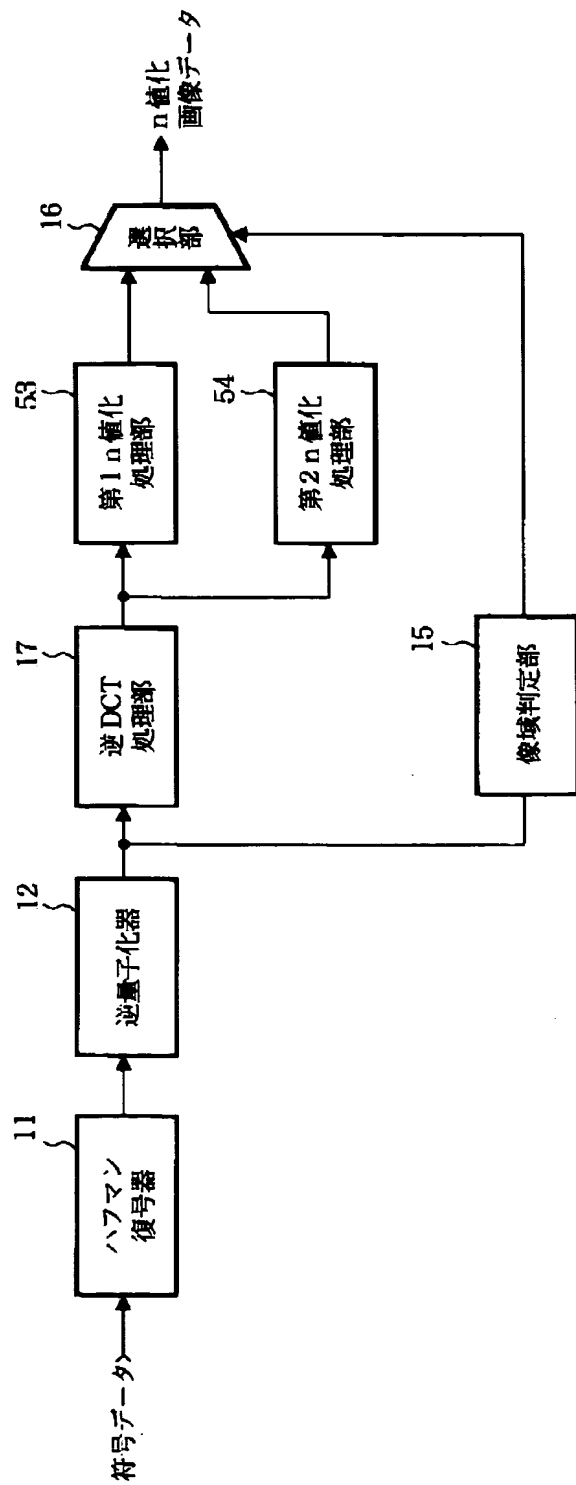 符号データ
11
ハフマン
復号器
12
逆量子化器
17
逆DCT
処理部
53
第1n値化
処理部
54
第2n値化
処理部
15
像域判定部
16
選択部
n値化
画像データ